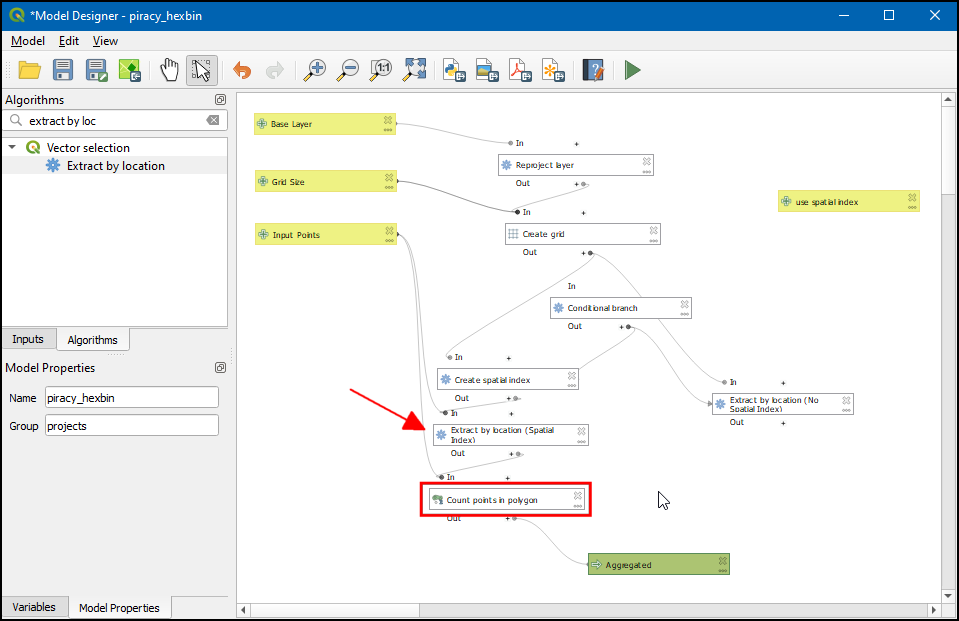 *Model Designer - piracy_hexbin
Model Edit View
1:1
Algorithms
extract by loc
Vector selection
Extract by location
Inputs Algorithms
Model Properties
Name piracy_hexbin
Group projects
Variables Model Properties
Base Layer
In +
Reproject layer
Out +
Grid Size
In +
use spatial index
Input Points
Create grid
Out +
In
Conditional branch
Out +
In +
Create spatial index
Out +
In +
Extract by location (No
Spatial Index)
Out +
In +
Extract by location (Spatial
Index)
Out +
In +
Count points in polygon
Out +
Aggregated